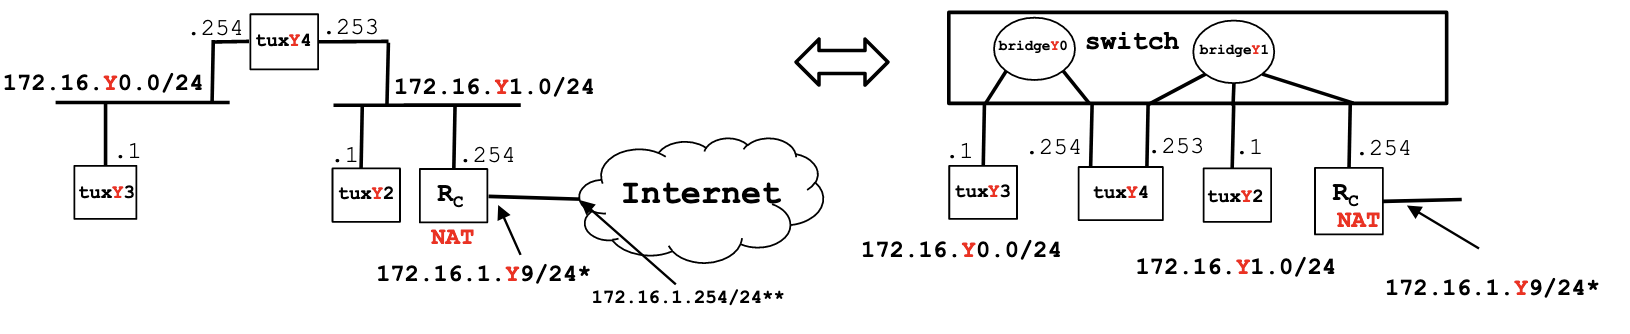 .254
tuxY4
.253
172.16.Y0.0/24
172.16.Y1.0/24
.1
tuxY3
.1
tuxY2
.254
RC
NAT
Internet
172.16.1.Y9/24*
172.16.1.254/24**
bridgeY0
switch
bridgeY1
.1
.254
.253
.1
.254
tuxY3
tuxY4
tuxY2
RC
NAT
172.16.Y0.0/24
172.16.Y1.0/24
172.16.1.Y9/24*